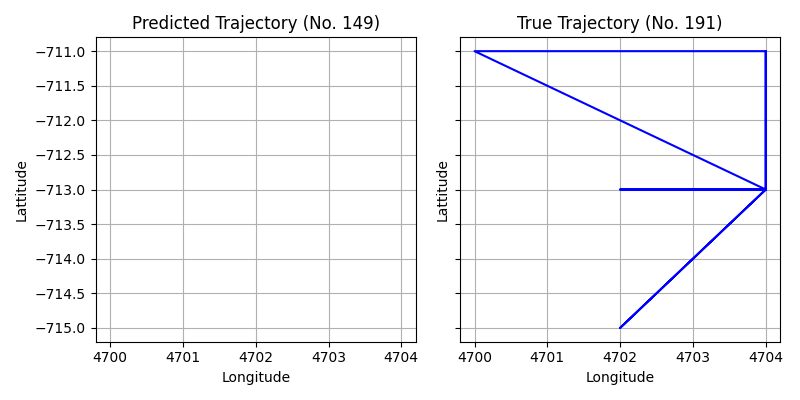 Predicted Trajectory (No. 149)
True Trajectory (No. 191)
Lattitude
−711.0
−711.5
−712.0
−712.5
−713.0
−713.5
−714.0
−714.5
−715.0
4700 4701 4702 4703 4704
Longitude
Lattitude
4700 4701 4702 4703 4704
Longitude